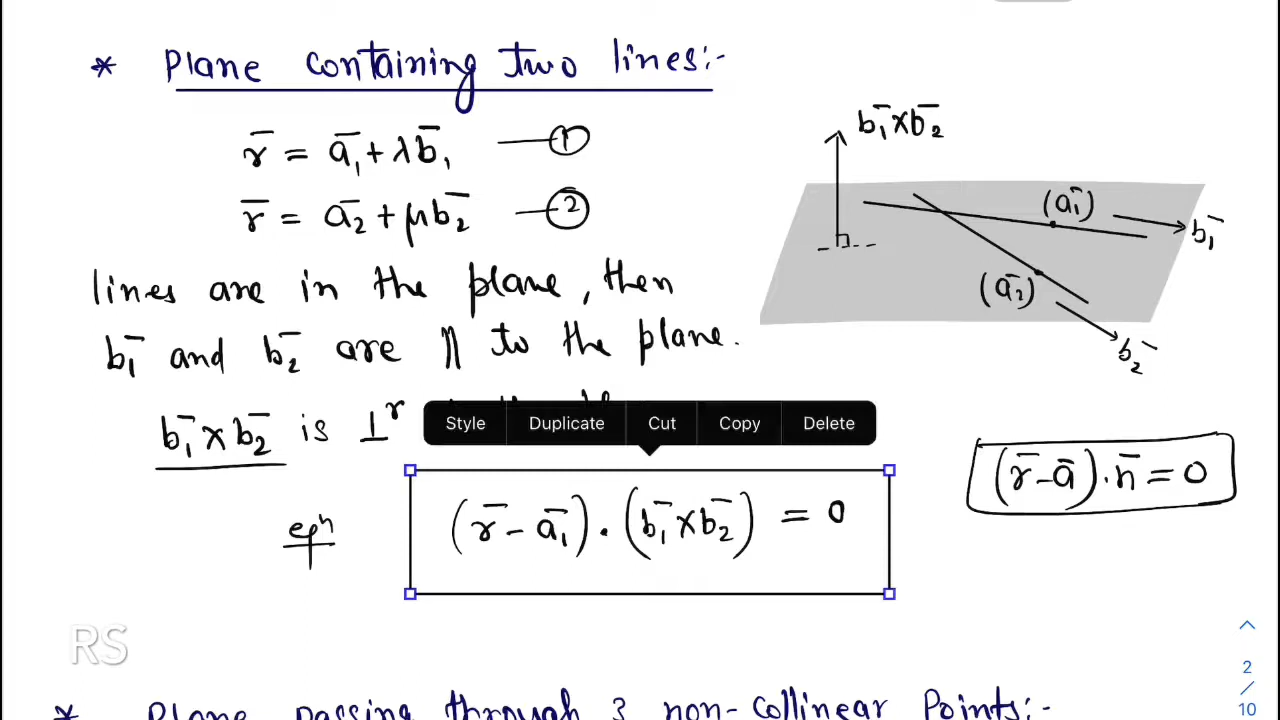 * Plane containing two lines:-
r̄ = ā₁ + λb̄₁ —①
r̄ = ā₂ + μb̄₂ —②
lines are in the plane, then
b̄₁ and b̄₂ are || to the plane.
b̄₁ × b̄₂ is ⊥ʳ
Style Duplicate Cut Copy Delete
eqⁿ (r̄ - ā₁) · (b̄₁ × b̄₂) = 0
b̄₁ × b̄₂
(ā₁)
b̄₁
(ā₂)
b̄₂
(r̄ - ā) · n̄ = 0
RS
2
/
10
* Plane passing through 3 non-collinear Points:-